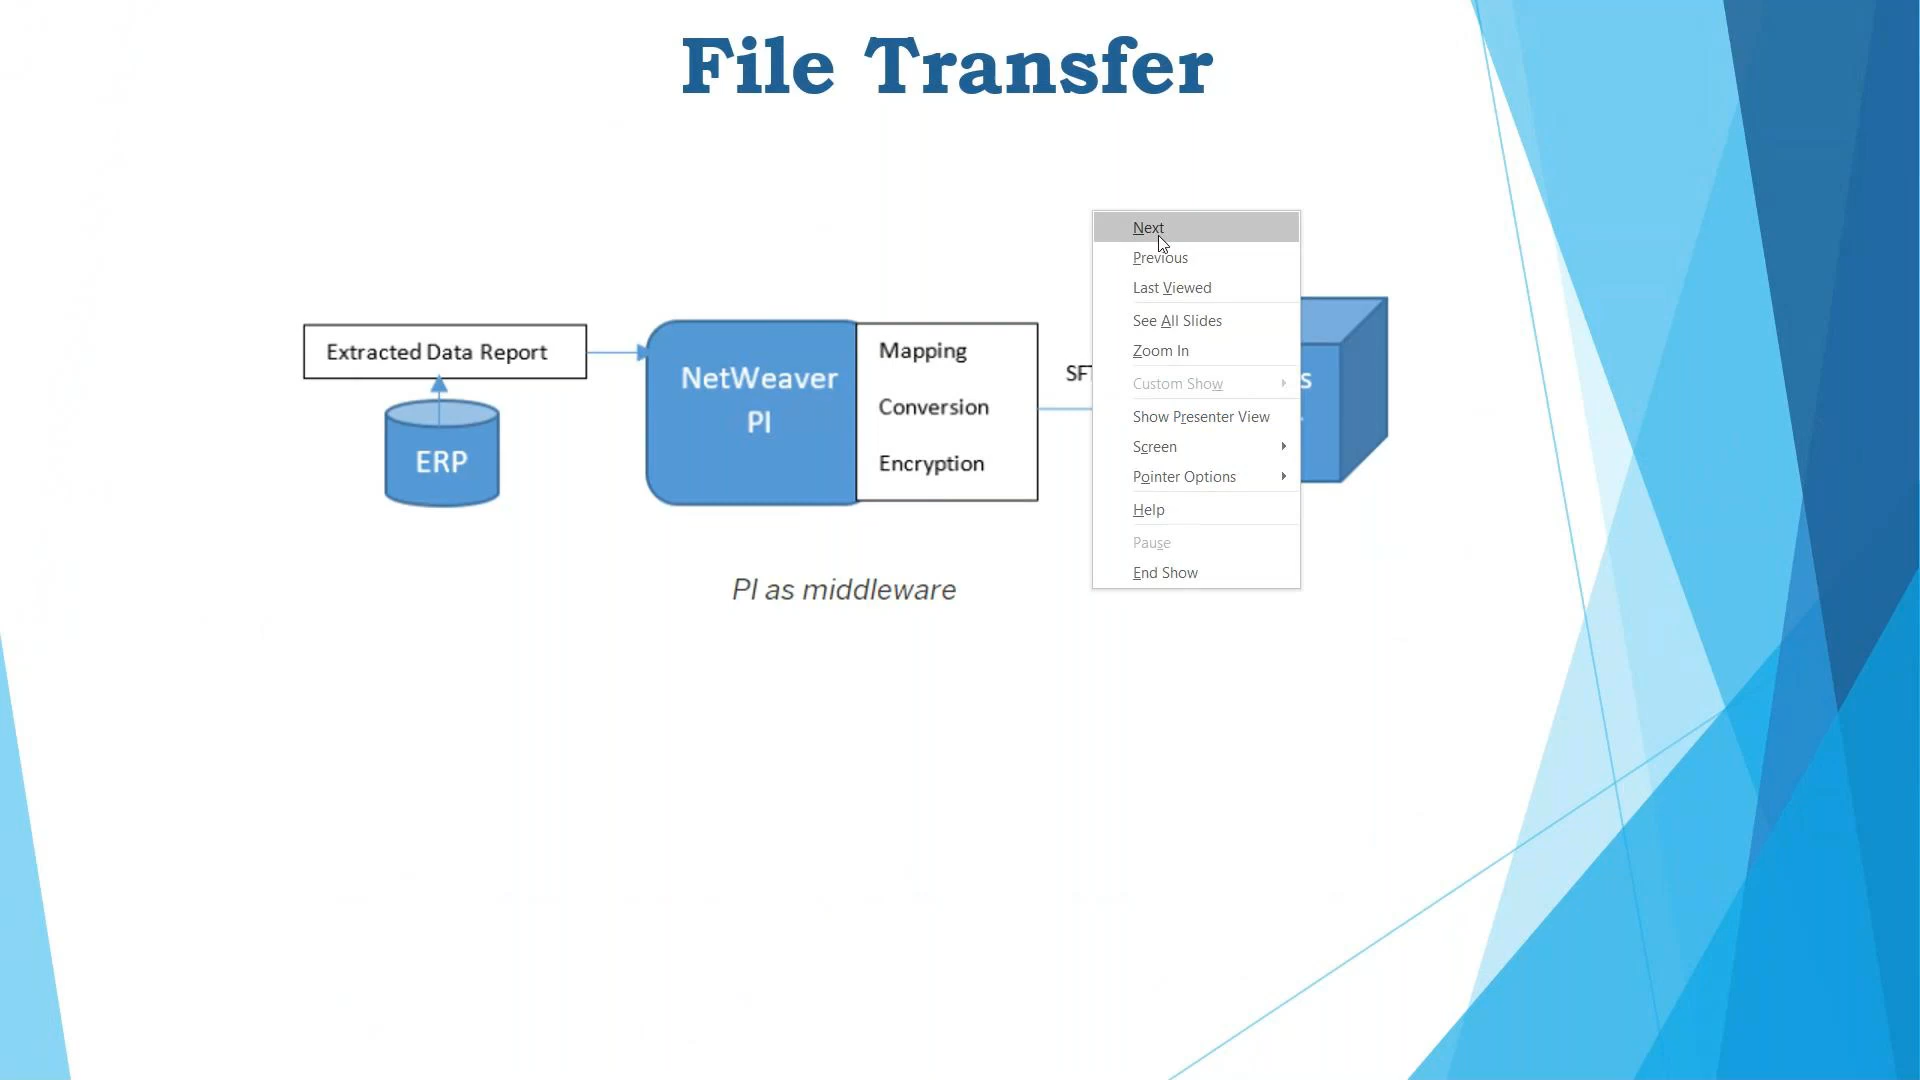 File Transfer
Extracted Data Report
ERP
NetWeaver
PI
Mapping
Conversion
Encryption
PI as middleware
Next
Previous
Last Viewed
See All Slides
Zoom In
Custom Show
Show Presenter View
Screen
Pointer Options
Help
Pause
End Show